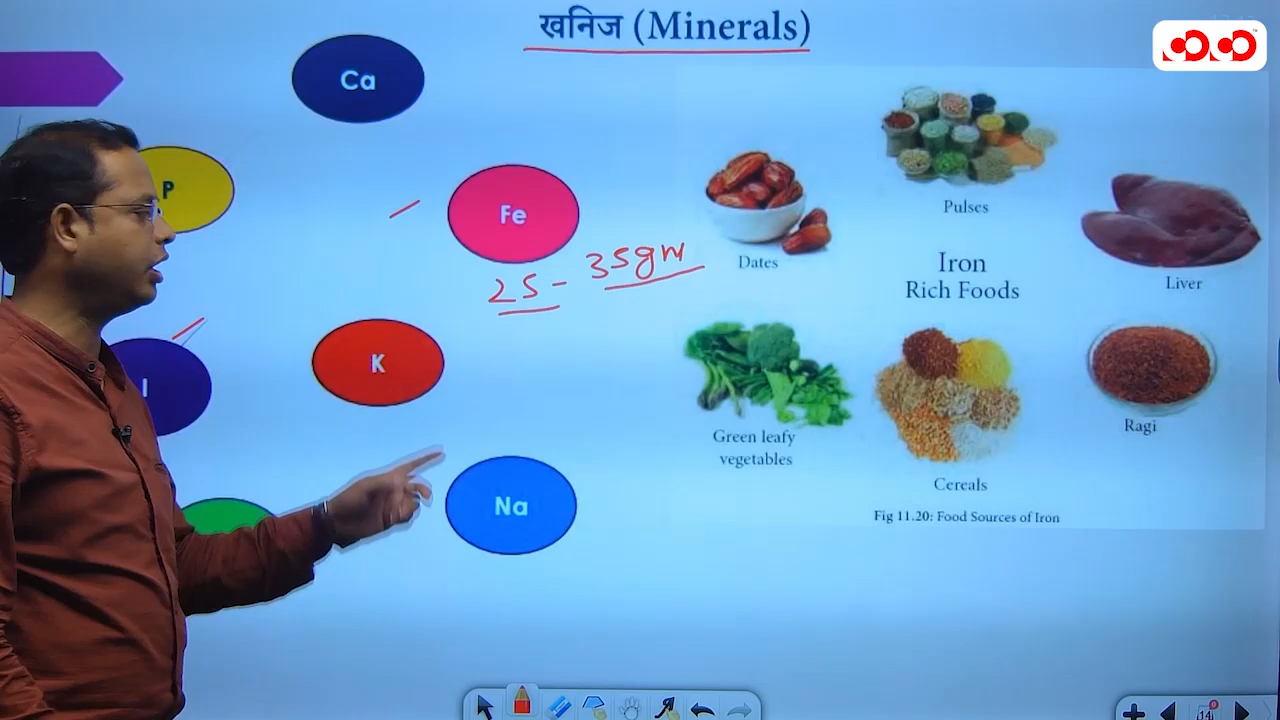 खनिज (Minerals)
Ca
P
Fe
25 - 35gm
I
K
Na
Pulses
Dates
Iron
Rich Foods
Liver
Green leafy
vegetables
Cereals
Ragi
Fig 11.20: Food Sources of Iron
14